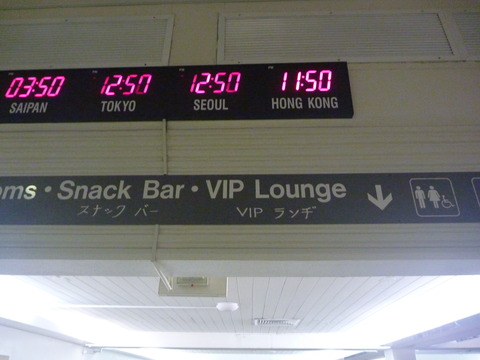 03:50 12:50 12:50 11:50
SAIPAN TOKYO SEOUL HONG KONG
oms · Snack Bar · VIP Lounge
スナック バー VIP ランヂ